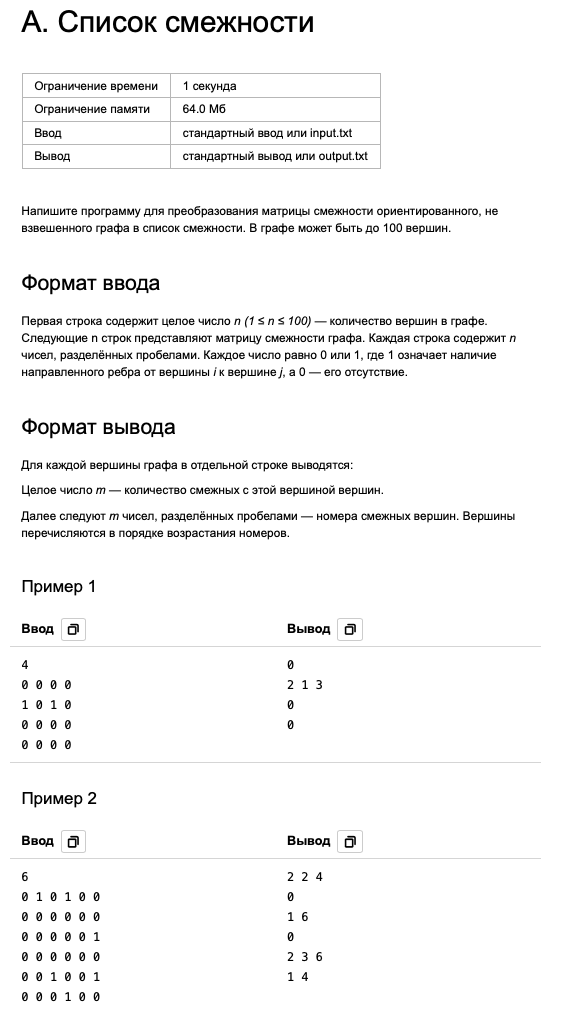 А. Список смежности
Ограничение времени 1 секунда
Ограничение памяти 64.0 Мб
Ввод стандартный ввод или input.txt
Вывод стандартный вывод или output.txt
Напишите программу для преобразования матрицы смежности ориентированного, не
взвешенного графа в список смежности. В графе может быть до 100 вершин.
Формат ввода
Первая строка содержит целое число n (1 ≤ n ≤ 100) — количество вершин в графе.
Следующие n строк представляют матрицу смежности графа. Каждая строка содержит n
чисел, разделённых пробелами. Каждое число равно 0 или 1, где 1 означает наличие
направленного ребра от вершины i к вершине j, а 0 — его отсутствие.
Формат вывода
Для каждой вершины графа в отдельной строке выводятся:
Целое число m — количество смежных с этой вершиной вершин.
Далее следуют m чисел, разделённых пробелами — номера смежных вершин. Вершины
перечисляются в порядке возрастания номеров.
Пример 1
Ввод Вывод
4 0
0 0 0 0 2 1 3
1 0 1 0 0
0 0 0 0 0
0 0 0 0
Пример 2
Ввод Вывод
6 2 2 4
0 1 0 1 0 0 0
0 0 0 0 0 0 1 6
0 0 0 0 0 1 0
0 0 0 0 0 0 2 3 6
0 0 1 0 0 1 1 4
0 0 0 1 0 0